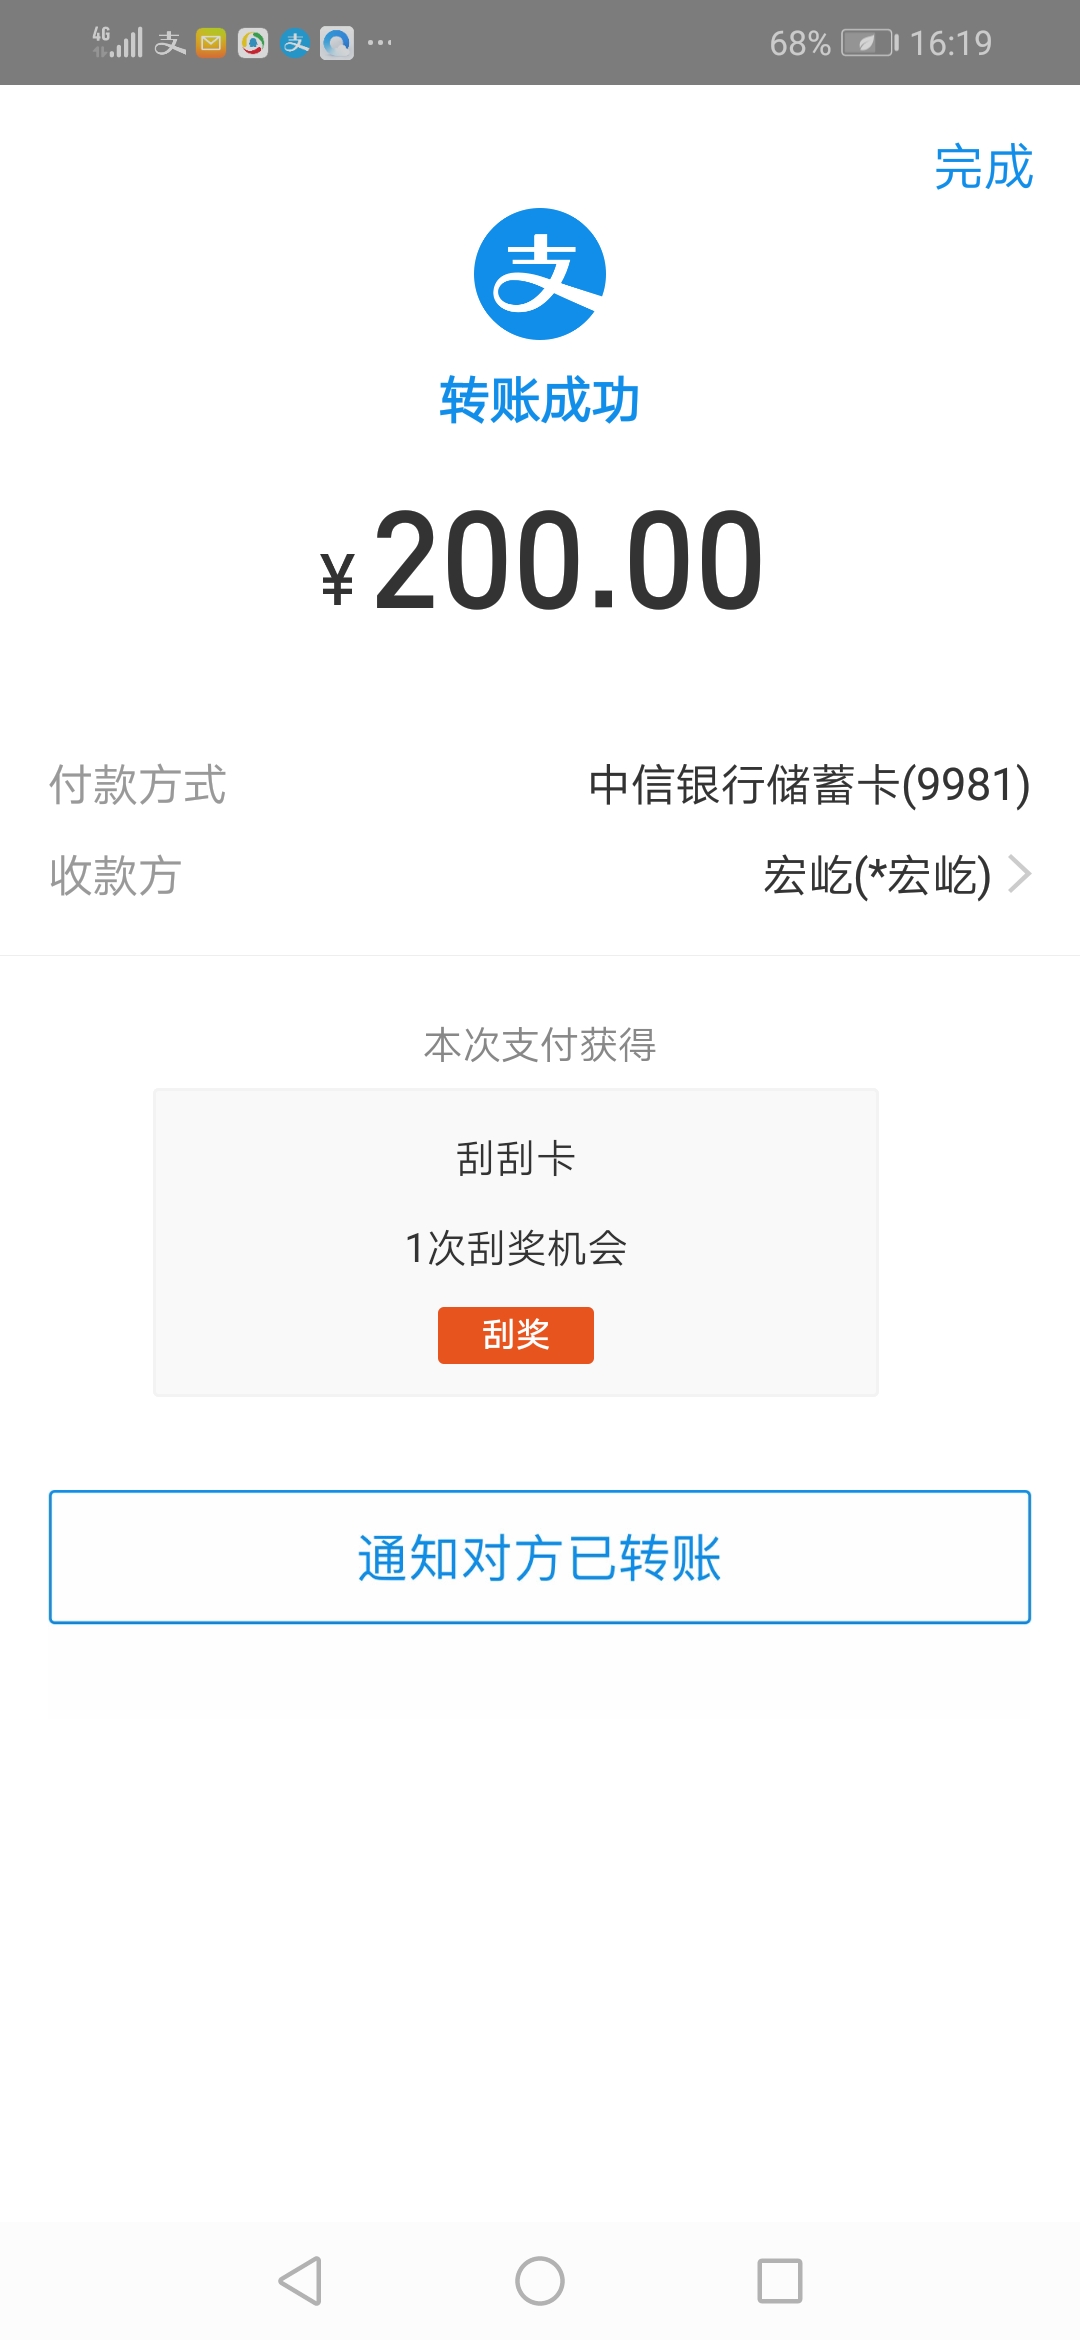 4G
68%
16:19
完成
支
转账成功
¥200.00
付款方式 中信银行储蓄卡(9981)
收款方 宏屹(*宏屹)
本次支付获得
刮刮卡
1次刮奖机会
刮奖
通知对方已转账